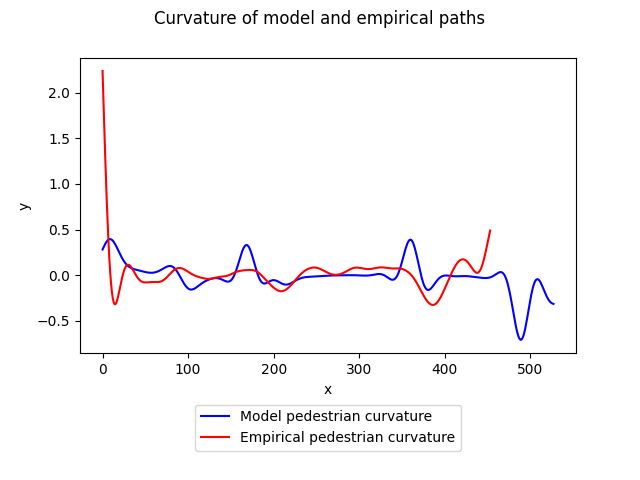 Curvature of model and empirical paths
2.0
1.5
1.0
0.5
0.0
−0.5
y
0 100 200 300 400 500
x
Model pedestrian curvature
Empirical pedestrian curvature